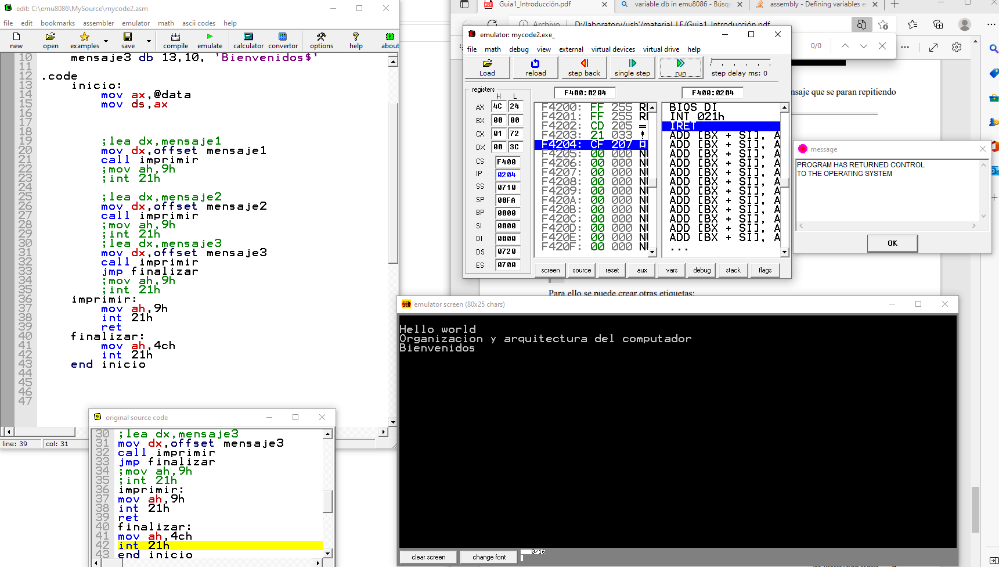 edit: C:\emu8086\MySource\mycode2.asm
file edit bookmarks assembler emulator math ascii codes help
new open examples save compile emulate calculator convertor options help about
10 mensaje3 db 13,10, 'Bienvenidos$'
11
12 .code
13 inicio:
14 mov ax,@data
15 mov ds,ax
16
17
18
19 ;lea dx,mensaje1
20 mov dx,offset mensaje1
21 call imprimir
22 ;mov ah,9h
23 ;int 21h
24
25 ;lea dx,mensaje2
26 mov dx,offset mensaje2
27 call imprimir
28 ;mov ah,9h
29 ;int 21h
30 ;lea dx,mensaje3
31 mov dx,offset mensaje3
32 call imprimir
33 jmp finalizar
34 ;mov ah,9h
35 ;int 21h
36 imprimir:
37 mov ah,9h
38 int 21h
39 ret
40 finalizar:
41 mov ah,4ch
42 int 21h
43 end inicio
44
45
46
47
line: 39 col: 31
original source code
30 ;lea dx,mensaje3
31 mov dx,offset mensaje3
32 call imprimir
33 jmp finalizar
34 ;mov ah,9h
35 ;int 21h
36 imprimir:
37 mov ah,9h
38 int 21h
39 ret
40 finalizar:
41 mov ah,4ch
42 int 21h
43 end inicio
Guia1_Introducción.pdf
variable db in emu8086 - Búsqu
assembly - Defining variables e
Archivo D:/laboratory/usb'/material_LE/Guia1_Introducción.pdf
0/0
nsaje que se paran repitiendo
Para ello se puede crear otras etiquetas:
emulator: mycode2.exe_
file math debug view external virtual devices virtual drive help
Load reload step back single step run step delay ms: 0
registers F400:0204 F400:0204
H L
AX 4C 24
BX 00 00
CX 01 72
DX 00 3C
CS F400
IP 0204
SS 0710
SP 00FA
BP 0000
SI 0000
DI 0000
DS 0720
ES 0700
F4200: FF 255 RE
F4201: FF 255 RE
F4202: CD 205 =
F4203: 21 033 !
F4204: CF 207 ¤
F4205: 00 000 NU
F4206: 00 000 NU
F4207: 00 000 NU
F4208: 00 000 NU
F4209: 00 000 NU
F420A: 00 000 NU
F420B: 00 000 NU
F420C: 00 000 NU
F420D: 00 000 NU
F420E: 00 000 NU
F420F: 00 000 NU
BIOS DI
INT 021h
IRET
ADD [BX + SI], A
ADD [BX + SI], A
ADD [BX + SI], A
ADD [BX + SI], A
ADD [BX + SI], A
ADD [BX + SI], A
ADD [BX + SI], A
ADD [BX + SI], A
ADD [BX + SI], A
ADD [BX + SI], A
ADD [BX + SI], A
ADD [BX + SI], A
...
screen source reset aux vars debug stack flags
message
PROGRAM HAS RETURNED CONTROL
TO THE OPERATING SYSTEM
OK
emulator screen (80x25 chars)
Hello world
Organizacion y arquitectura del computador
Bienvenidos
clear screen change font 0/16